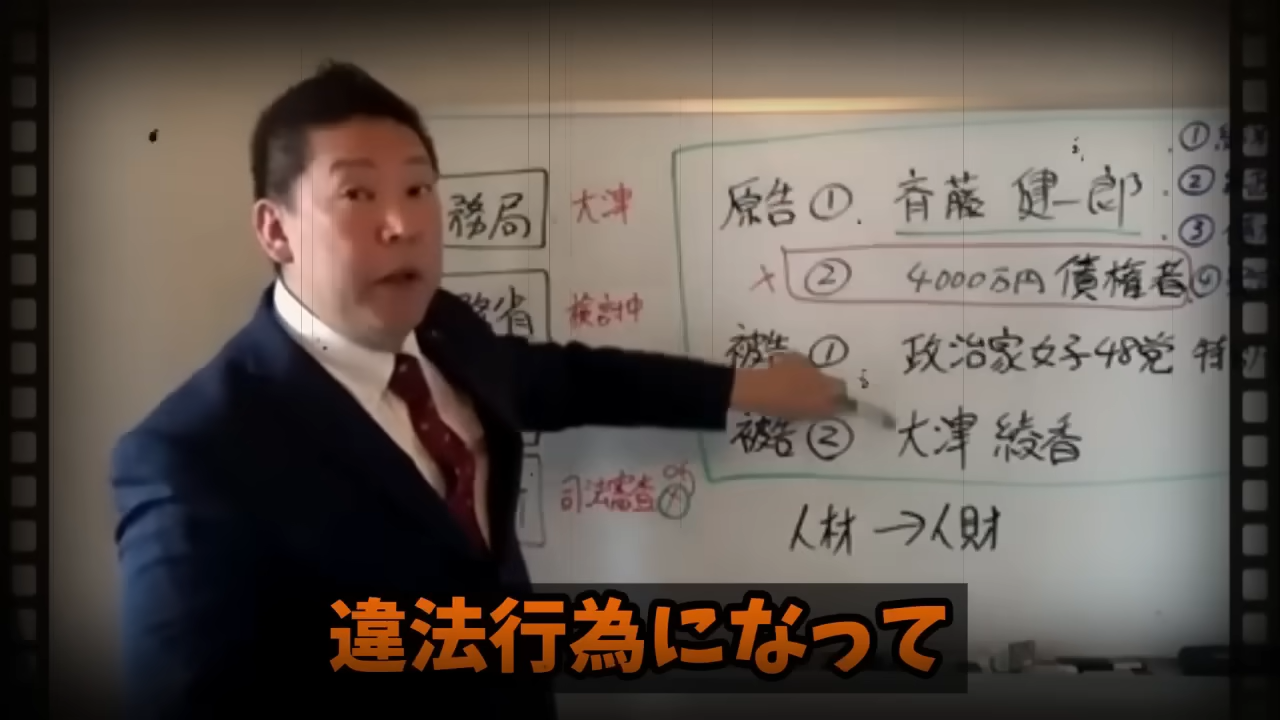 務局
大津
省
検討中
司法審査
原告① 斉藤 健一郎
× ② 4000万円 債権者
被告① 政治家女子48党
被告② 大津 綾香
人材→人財
①
②
③
違法行為になって